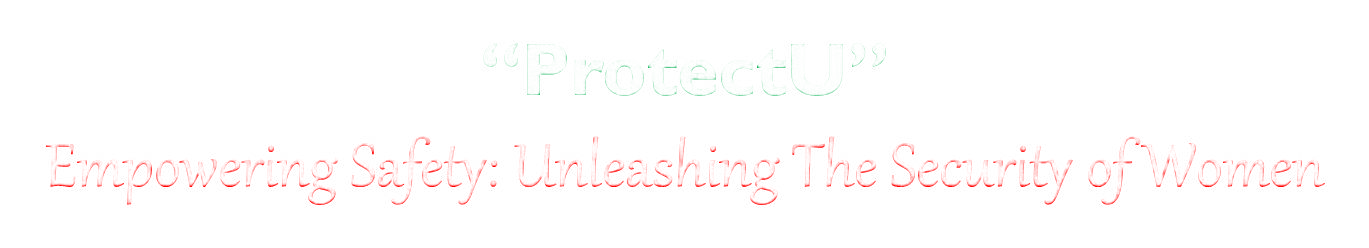 “ProtectU”
Empowering Safety: Unleashing The Security of Women